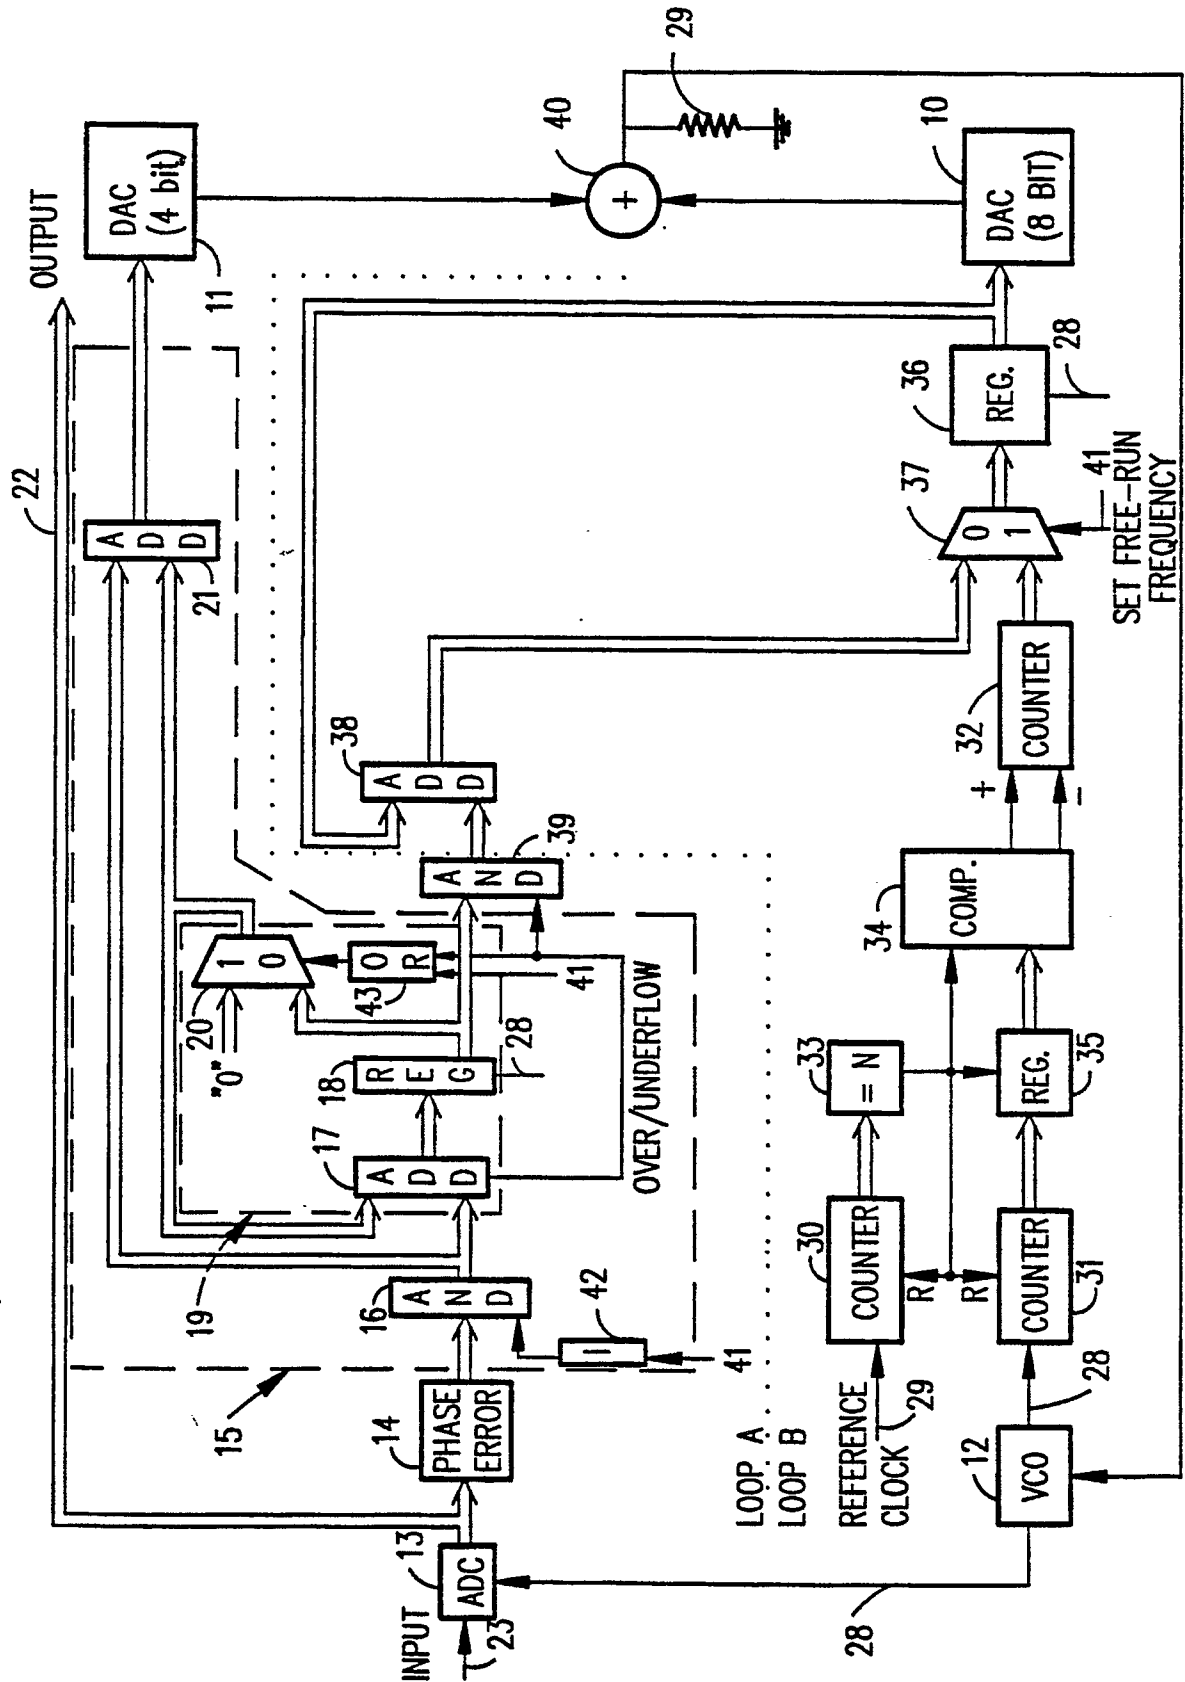 OUTPUT
22
DAC
(4 bit)
11
ADD
21
40
+
29
10
DAC
(8 BIT)
1 0
20
"0"
OR
43
41
18
REG
28
OVER/UNDERFLOW
17
ADD
19
16
AND
42
I
41
15
14
PHASE
ERROR
13
ADC
INPUT
23
38
ADD
39
AND
36
REG.
28
37
0 1
41
SET FREE-RUN
FREQUENCY
32
COUNTER
+
-
34
COMP.
33
= N
35
REG.
30
COUNTER
R
R
COUNTER
31
LOOP A
LOOP B
REFERENCE
CLOCK
29
28
12
VCO
28